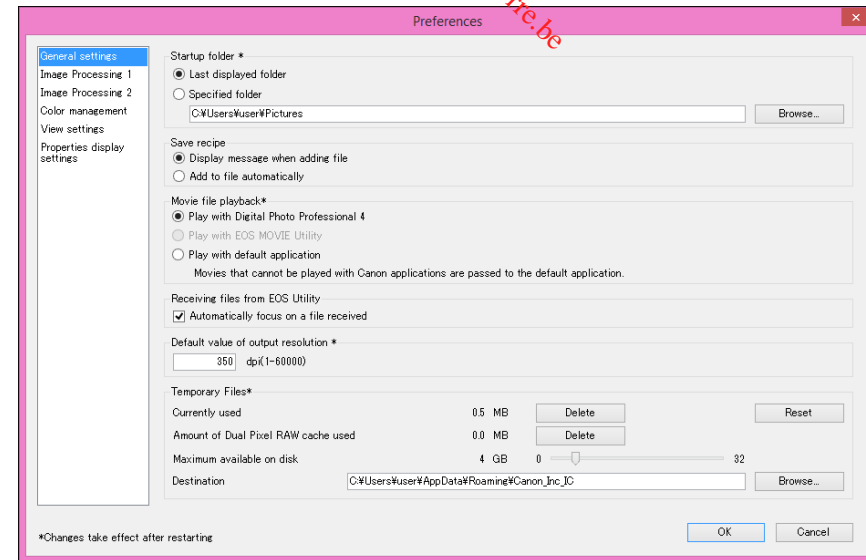 rre.be
Preferences
×
General settings
Image Processing 1
Image Processing 2
Color management
View settings
Properties display
settings
Startup folder *
Last displayed folder
Specified folder
C:¥Users¥user¥Pictures
Browse...
Save recipe
Display message when adding file
Add to file automatically
Movie file playback*
Play with Digital Photo Professional 4
Play with EOS MOVIE Utility
Play with default application
Movies that cannot be played with Canon applications are passed to the default application.
Receiving files from EOS Utility
Automatically focus on a file received
Default value of output resolution *
350 dpi(1-60000)
Temporary Files*
Currently used 0.5 MB Delete Reset
Amount of Dual Pixel RAW cache used 0.0 MB Delete
Maximum available on disk 4 GB 0 32
Destination C:¥Users¥user¥AppData¥Roaming¥Canon_Inc_IC Browse...
*Changes take effect after restarting
OK Cancel